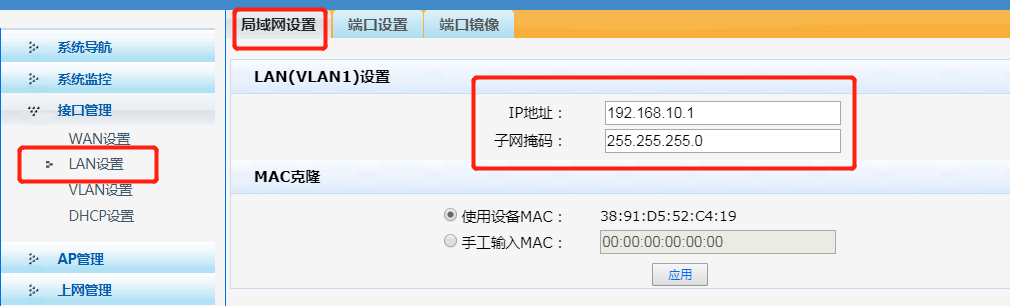 局域网设置 端口设置 端口镜像
系统导航
系统监控
接口管理
WAN设置
LAN设置
VLAN设置
DHCP设置
AP管理
上网管理
LAN(VLAN1)设置
IP地址： 192.168.10.1
子网掩码： 255.255.255.0
MAC克隆
使用设备MAC： 38:91:D5:52:C4:19
手工输入MAC： 00:00:00:00:00:00
应用